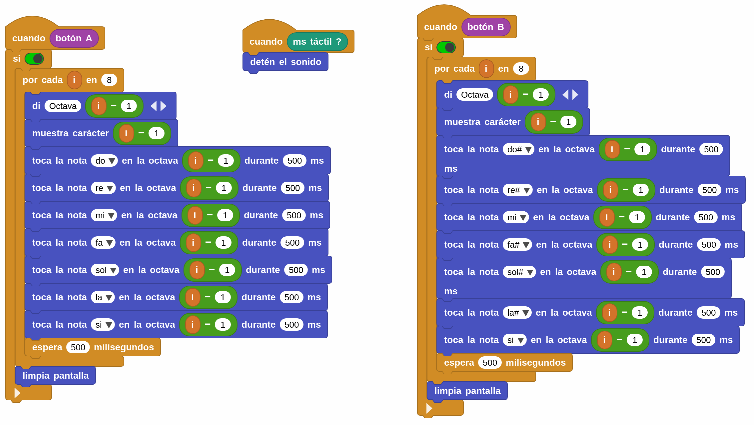 cuando botón A
si
por cada i en 8
di Octava i − 1
muestra carácter i − 1
toca la nota do en la octava i − 1 durante 500 ms
toca la nota re en la octava i − 1 durante 500 ms
toca la nota mi en la octava i − 1 durante 500 ms
toca la nota fa en la octava i − 1 durante 500 ms
toca la nota sol en la octava i − 1 durante 500 ms
toca la nota la en la octava i − 1 durante 500 ms
toca la nota si en la octava i − 1 durante 500 ms
espera 500 milisegundos
limpia pantalla
cuando ms táctil ?
detén el sonido
cuando botón B
si
por cada i en 8
di Octava i − 1
muestra carácter i − 1
toca la nota do# en la octava i − 1 durante 500
ms
toca la nota re# en la octava i − 1 durante 500 ms
toca la nota mi en la octava i − 1 durante 500 ms
toca la nota fa# en la octava i − 1 durante 500 ms
toca la nota sol# en la octava i − 1 durante 500
ms
toca la nota la# en la octava i − 1 durante 500 ms
toca la nota si en la octava i − 1 durante 500 ms
espera 500 milisegundos
limpia pantalla